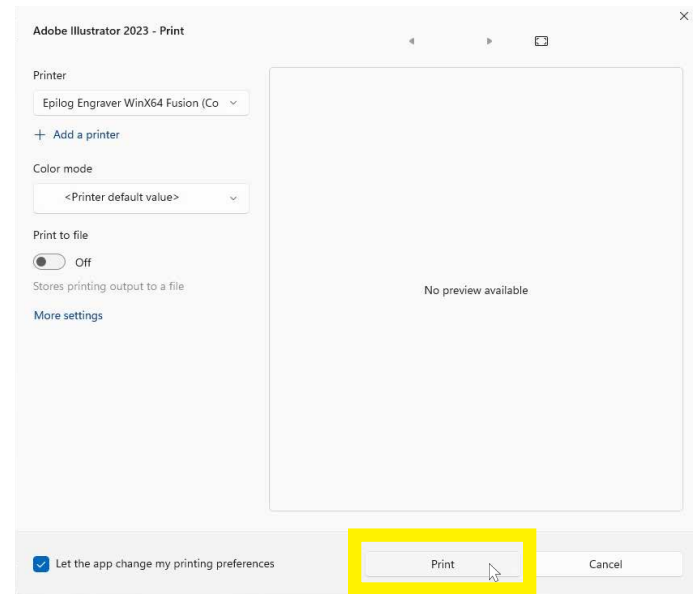 Adobe Illustrator 2023 - Print
Printer
Epilog Engraver WinX64 Fusion (Co
+ Add a printer
Color mode
<Printer default value>
Print to file
Off
Stores printing output to a file
More settings
No preview available
Let the app change my printing preferences
Print
Cancel